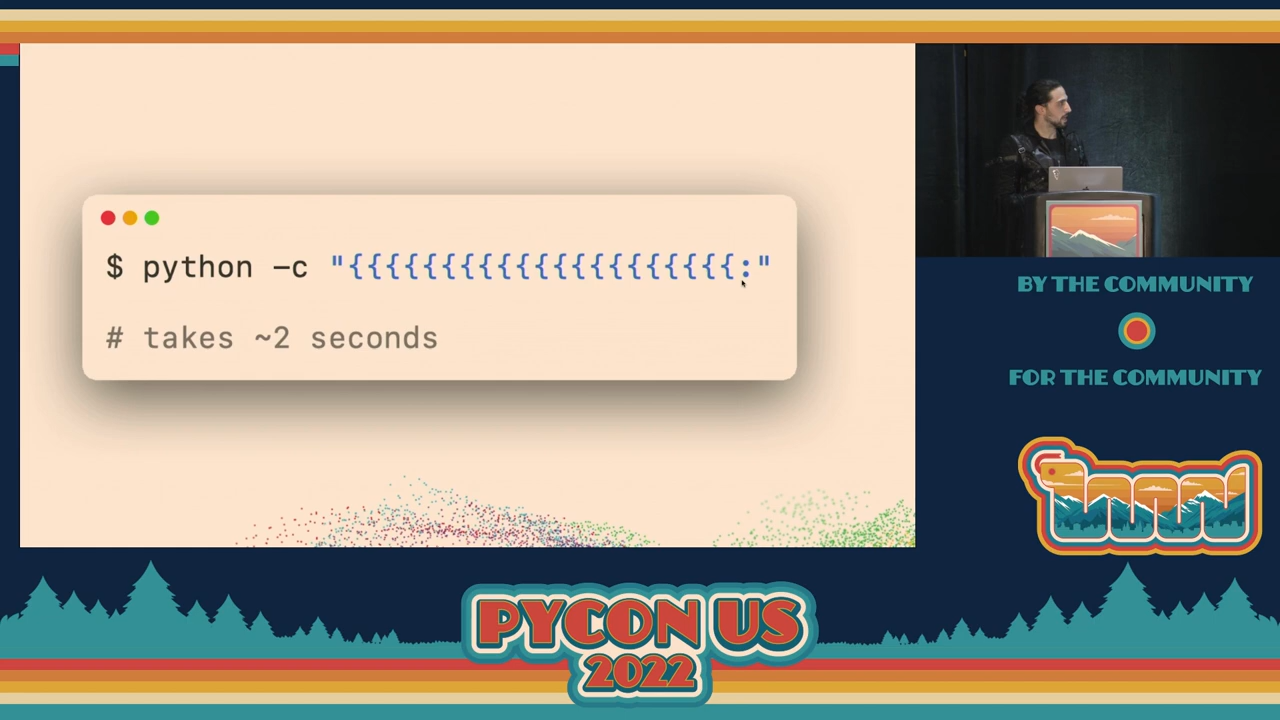 $ python -c "{{{{{{{{{{{{{{{{{{{{{:"
# takes ~2 seconds
BY THE COMMUNITY
FOR THE COMMUNITY
PYCON US
2022